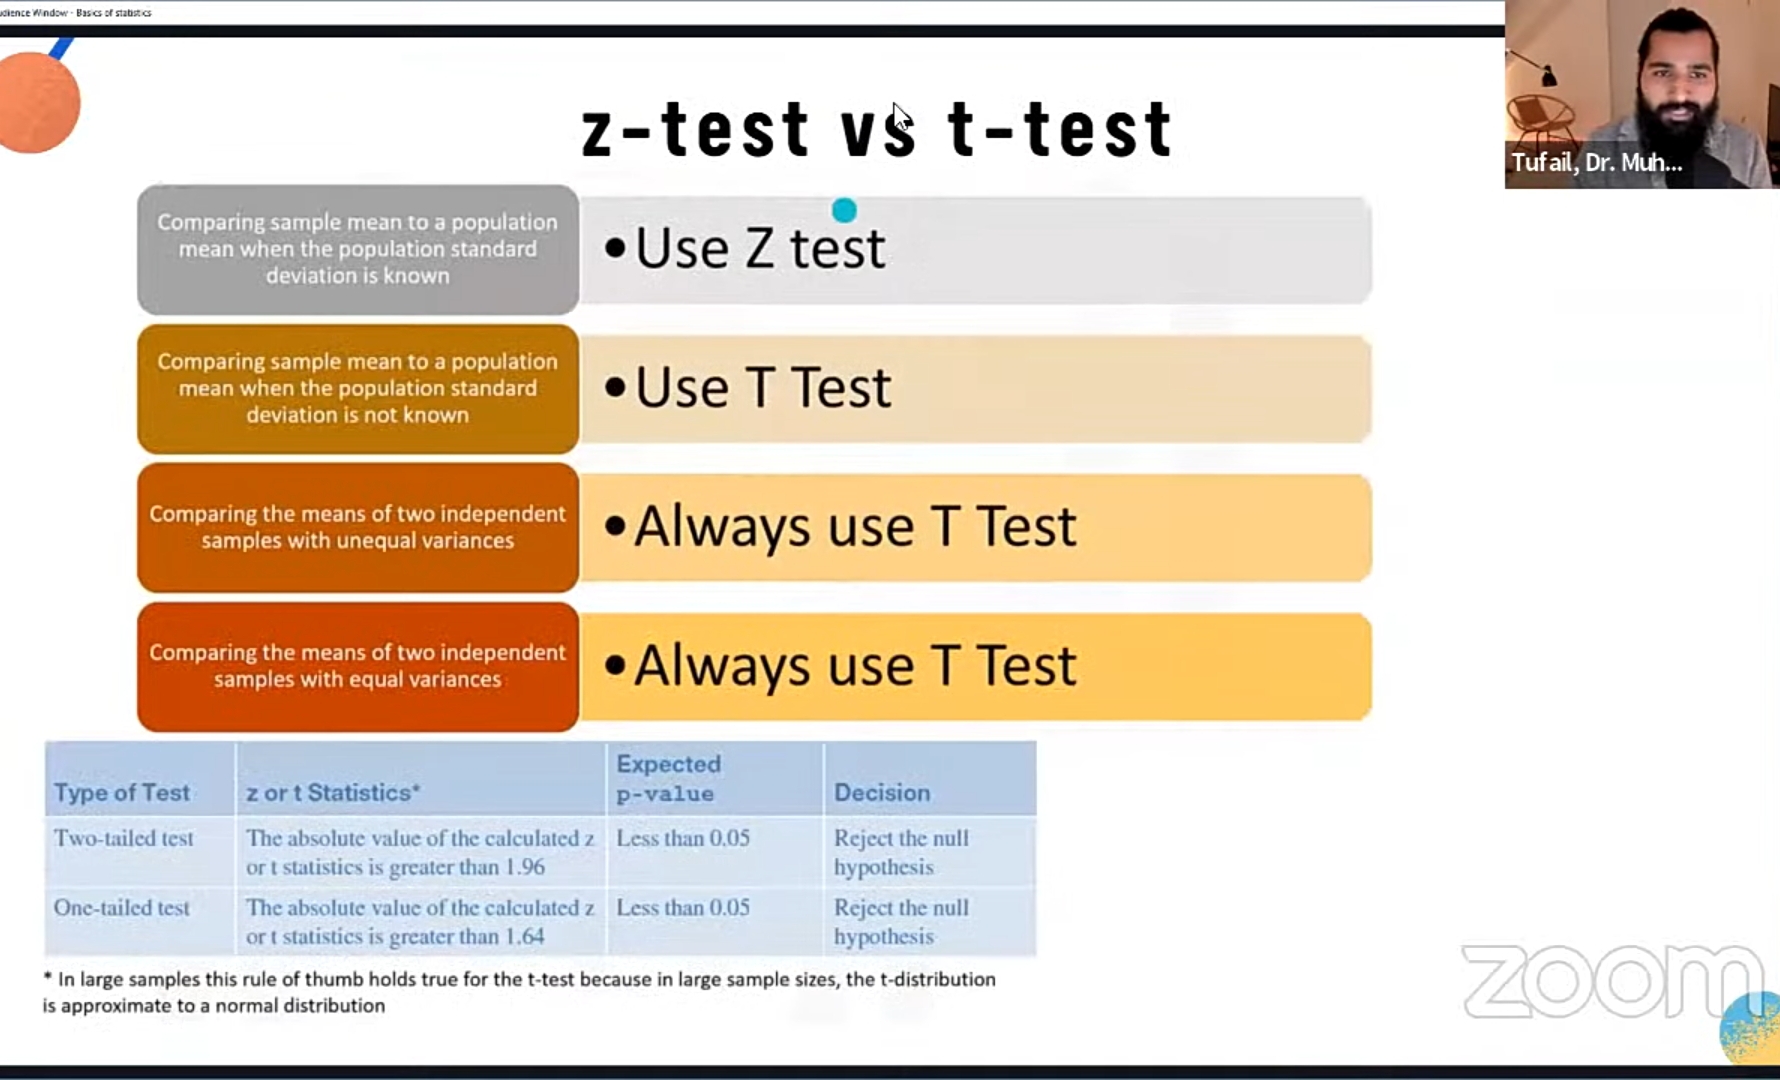 udience Window - Basics of statistics
z-test vs t-test
Tufail, Dr. Muh...
Comparing sample mean to a population
mean when the population standard
deviation is known
•Use Z test
Comparing sample mean to a population
mean when the population standard
deviation is not known
•Use T Test
Comparing the means of two independent
samples with unequal variances
•Always use T Test
Comparing the means of two independent
samples with equal variances
•Always use T Test
Type of Test z or t Statistics* Expected
p-value Decision
Two-tailed test The absolute value of the calculated z
or t statistics is greater than 1.96 Less than 0.05 Reject the null
hypothesis
One-tailed test The absolute value of the calculated z
or t statistics is greater than 1.64 Less than 0.05 Reject the null
hypothesis
* In large samples this rule of thumb holds true for the t-test because in large sample sizes, the t-distribution
is approximate to a normal distribution
zoom